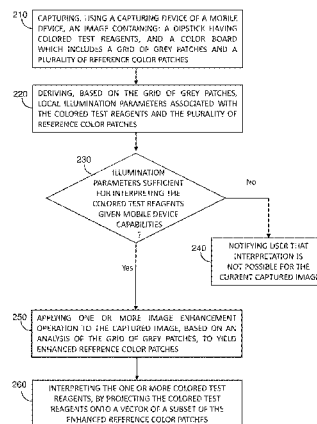 210
CAPTURING, USING A CAPTURING DEVICE OF A MOBILE
DEVICE, AN IMAGE CONTAINING: A DIPSTICK HAVING
COLORED TEST REAGENTS, AND A COLOR BOARD
WHICH INCLUDES A GRID OF GREY PATCHES AND A
PLURALITY OF REFERENCE COLOR PATCHES
220
DERIVING, BASED ON THE GRID OF GREY PATCHES,
LOCAL ILLUMINATION PARAMETERS ASSOCIATED WITH
THE COLORED TEST REAGENTS AND THE PLURALITY OF
REFERENCE COLOR PATCHES
230
ILLUMINATION
PARAMETERS SUFFICIENT
FOR INTERPRETING THE
COLORED TEST REAGENTS
GIVEN MOBILE DEVICE
CAPABILITIES
?
No
Yes
240
NOTIFYING USER THAT
INTERPRETATION IS
NOT POSSIBLE FOR THE
CURRENT CAPTURED IMAGE
250
APPLYING ONE OR MORE IMAGE ENHANCEMENT
OPERATION TO THE CAPTURED IMAGE, BASED ON AN
ANALYSIS OF THE GRID OF GREY PATCHES, TO YIELD
ENHANCED REFERENCE COLOR PATCHES
260
INTERPRETING THE ONE OR MORE COLORED TEST
REAGENTS, BY PROJECTING THE COLORED TEST
REAGENTS ONTO A VECTOR OF A SUBSET OF THE
ENHANCED REFERENCE COLOR PATCHES